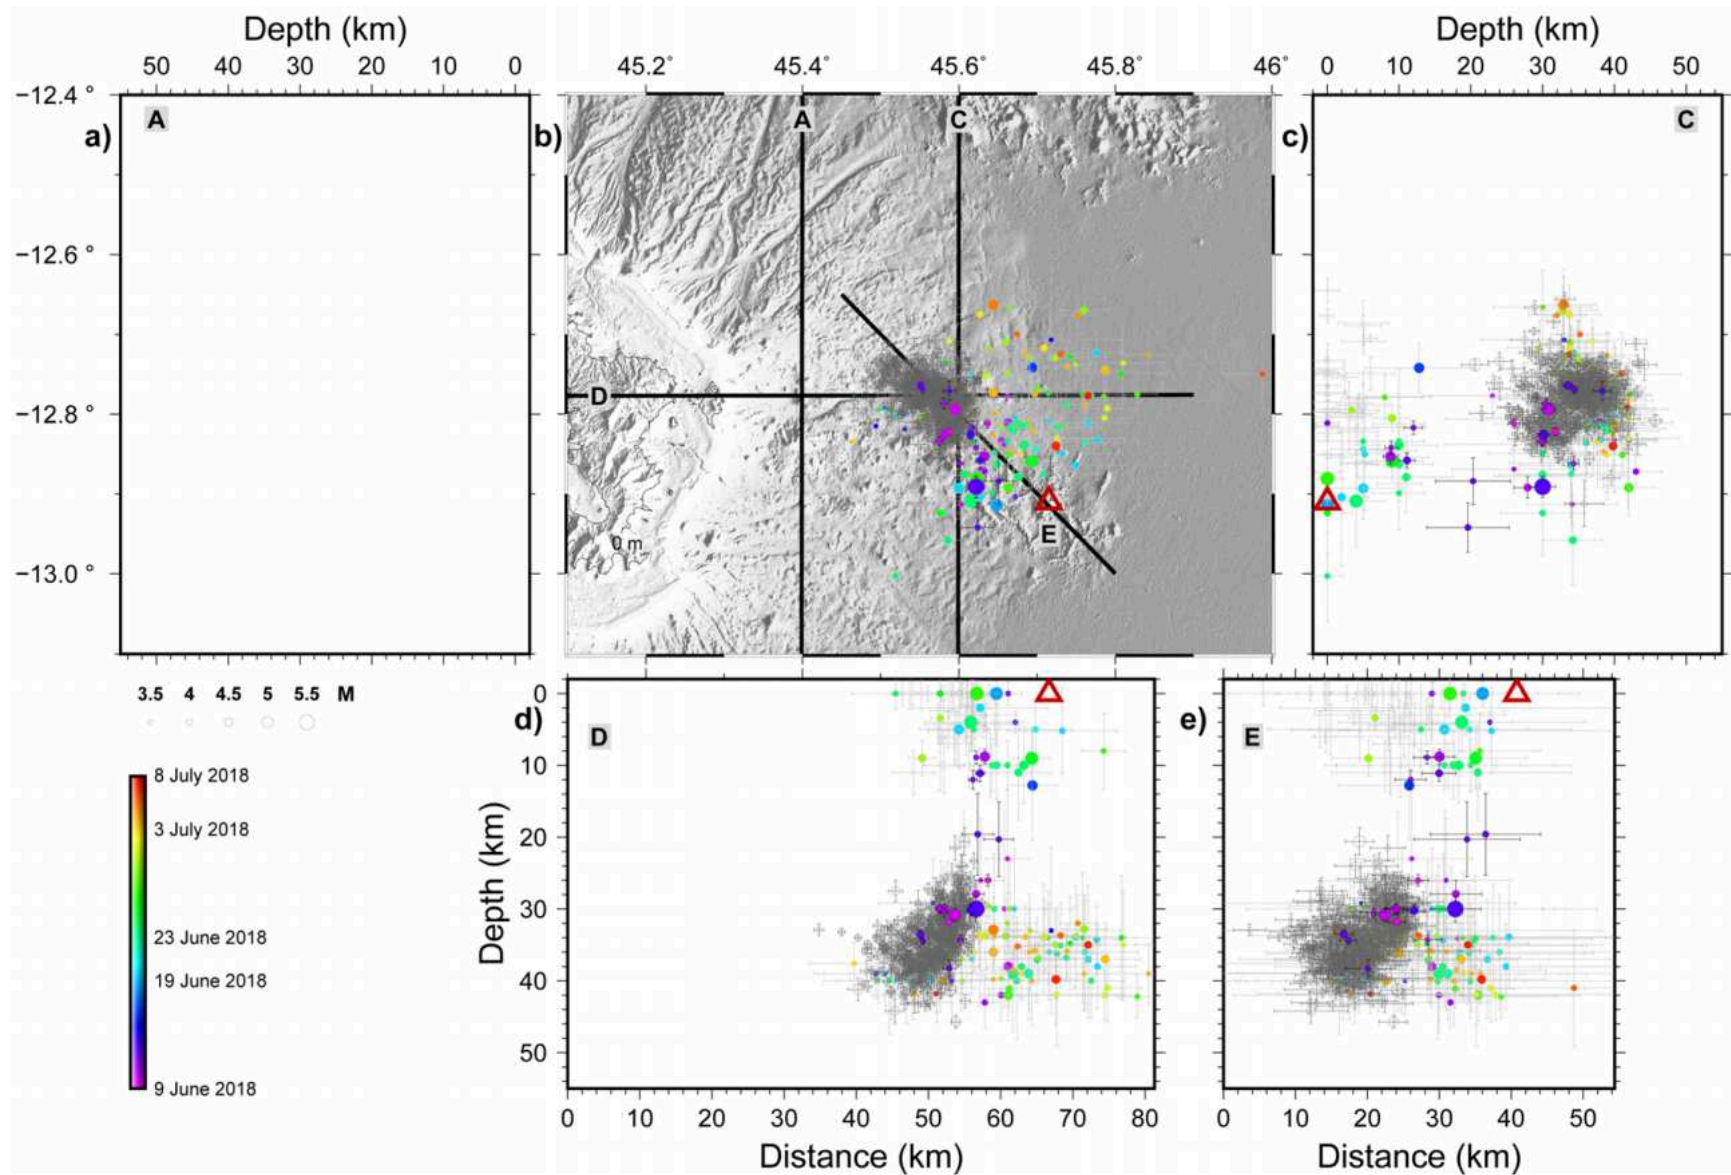 Depth (km)
Depth (km)
50 40 30 20 10 0
45.2° 45.4° 45.6° 45.8° 46°
0 10 20 30 40 50
−12.4 °
−12.6 °
−12.8 °
−13.0 °
a)
A
b)
A
C
D
E
0 m
c)
C
3.5 4 4.5 5 5.5 M
8 July 2018
3 July 2018
23 June 2018
19 June 2018
9 June 2018
d)
D
Depth (km)
0
10
20
30
40
50
0 10 20 30 40 50 60 70 80
Distance (km)
e)
E
0 10 20 30 40 50
Distance (km)